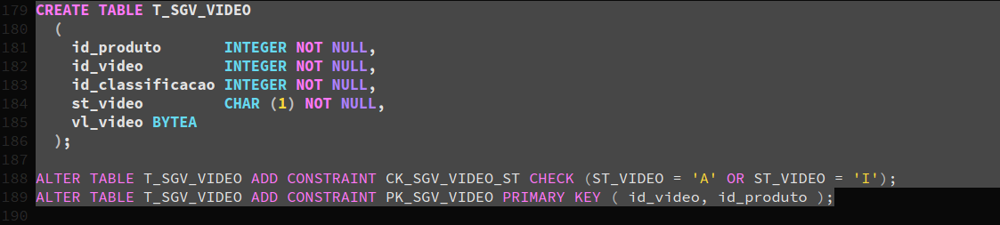 179 CREATE TABLE T_SGV_VIDEO
180 (
181 id_produto INTEGER NOT NULL,
182 id_video INTEGER NOT NULL,
183 id_classificacao INTEGER NOT NULL,
184 st_video CHAR (1) NOT NULL,
185 vl_video BYTEA
186 );
187
188 ALTER TABLE T_SGV_VIDEO ADD CONSTRAINT CK_SGV_VIDEO_ST CHECK (ST_VIDEO = 'A' OR ST_VIDEO = 'I');
189 ALTER TABLE T_SGV_VIDEO ADD CONSTRAINT PK_SGV_VIDEO PRIMARY KEY ( id_video, id_produto );
190